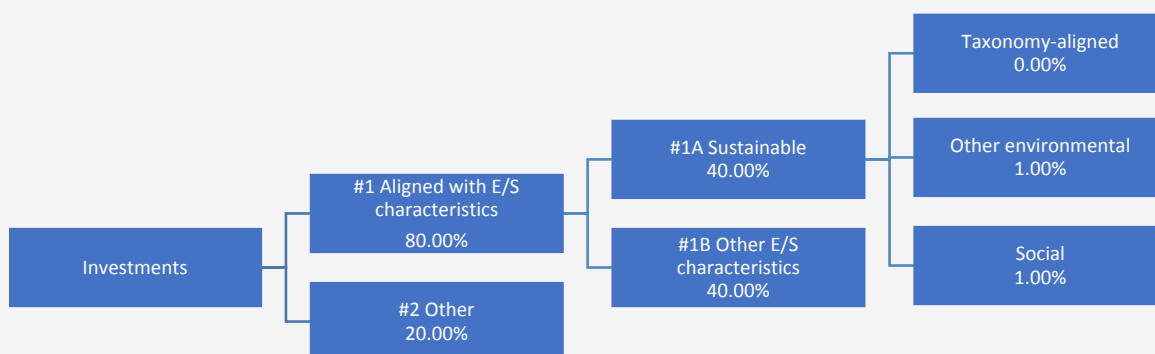 Investments
#1 Aligned with E/S
characteristics
80.00%
#2 Other
20.00%
#1A Sustainable
40.00%
#1B Other E/S
characteristics
40.00%
Taxonomy-aligned
0.00%
Other environmental
1.00%
Social
1.00%